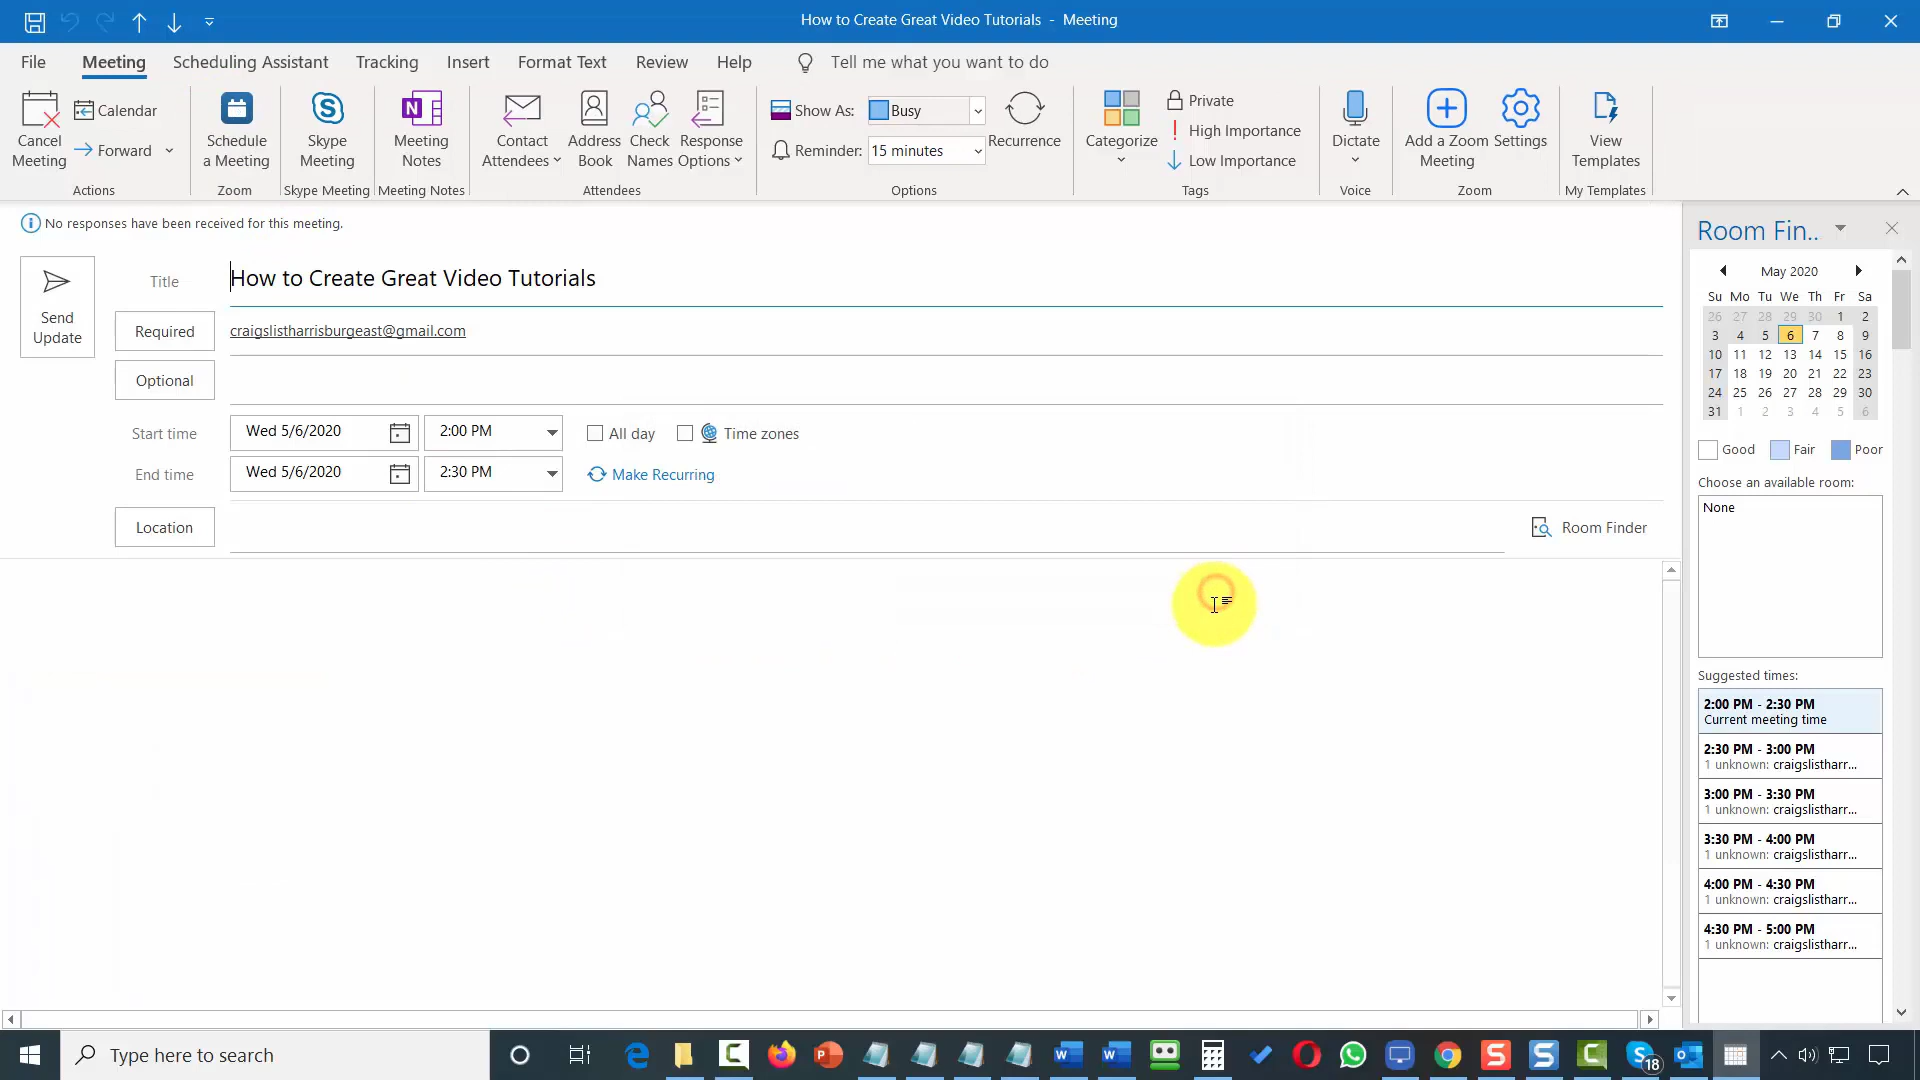 How to Create Great Video Tutorials - Meeting
File Meeting Scheduling Assistant Tracking Insert Format Text Review Help Tell me what you want to do
Cancel Meeting
Calendar
Forward
Actions
Schedule a Meeting
Zoom
Skype Meeting
Skype Meeting
Meeting Notes
Meeting Notes
Contact Attendees
Address Book
Check Names
Response Options
Attendees
Show As: Busy
Reminder: 15 minutes
Recurrence
Options
Categorize
Private
High Importance
Low Importance
Tags
Dictate
Voice
Add a Zoom Meeting
Settings
Zoom
View Templates
My Templates
No responses have been received for this meeting.
Send Update
Title How to Create Great Video Tutorials
Required craigslistharrisburgeast@gmail.com
Optional
Start time Wed 5/6/2020 2:00 PM All day Time zones
End time Wed 5/6/2020 2:30 PM Make Recurring
Location Room Finder
Room Fin..
May 2020
Su Mo Tu We Th Fr Sa
26 27 28 29 30 1 2
3 4 5 6 7 8 9
10 11 12 13 14 15 16
17 18 19 20 21 22 23
24 25 26 27 28 29 30
31 1 2 3 4 5 6
Good Fair Poor
Choose an available room:
None
Suggested times:
2:00 PM - 2:30 PM
Current meeting time
2:30 PM - 3:00 PM
1 unknown: craigslistharr...
3:00 PM - 3:30 PM
1 unknown: craigslistharr...
3:30 PM - 4:00 PM
1 unknown: craigslistharr...
4:00 PM - 4:30 PM
1 unknown: craigslistharr...
4:30 PM - 5:00 PM
1 unknown: craigslistharr...
Type here to search
18